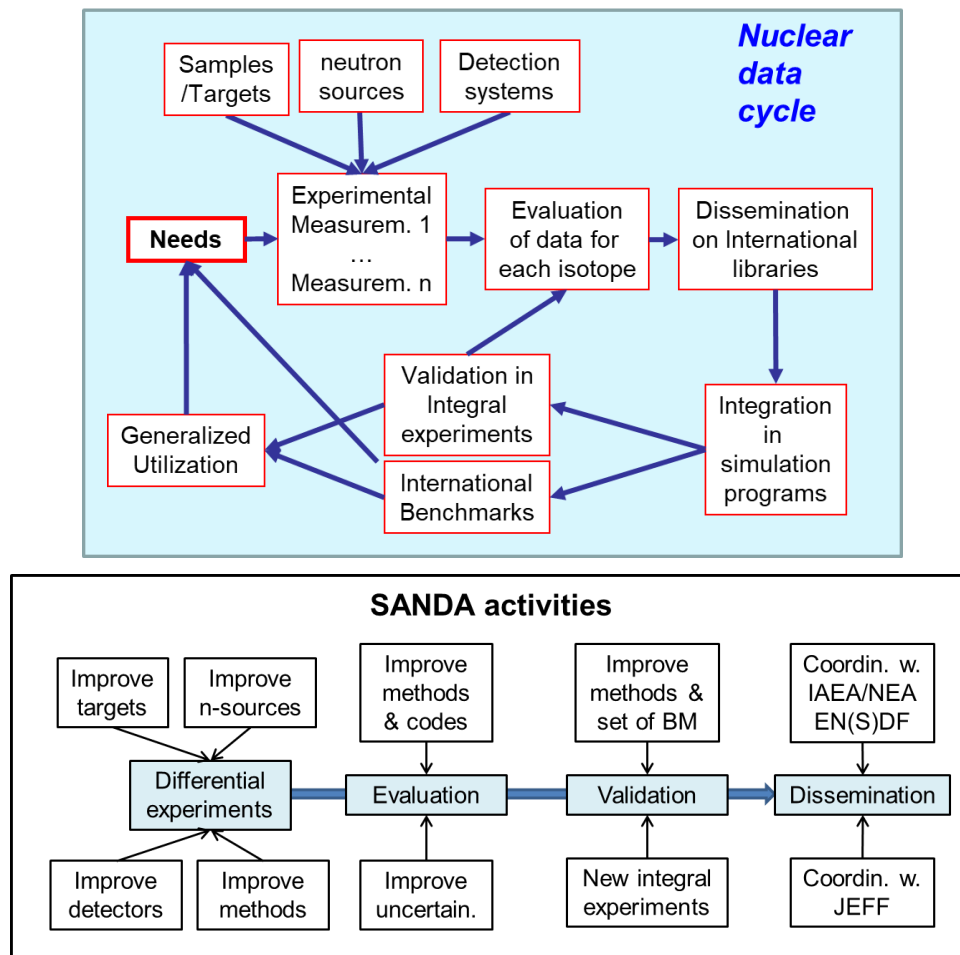 Nuclear
data
cycle
Samples
/Targets
neutron
sources
Detection
systems
Needs
Experimental
Measurem. 1
…
Measurem. n
Evaluation
of data for
each isotope
Dissemination
on International
libraries
Generalized
Utilization
Validation in
Integral
experiments
International
Benchmarks
Integration
in
simulation
programs
SANDA activities
Improve
targets
Improve
n-sources
Improve
methods
& codes
Improve
methods &
set of BM
Coordin. w.
IAEA/NEA
EN(S)DF
Differential
experiments
Evaluation
Validation
Dissemination
Improve
detectors
Improve
methods
Improve
uncertain.
New integral
experiments
Coordin. w.
JEFF